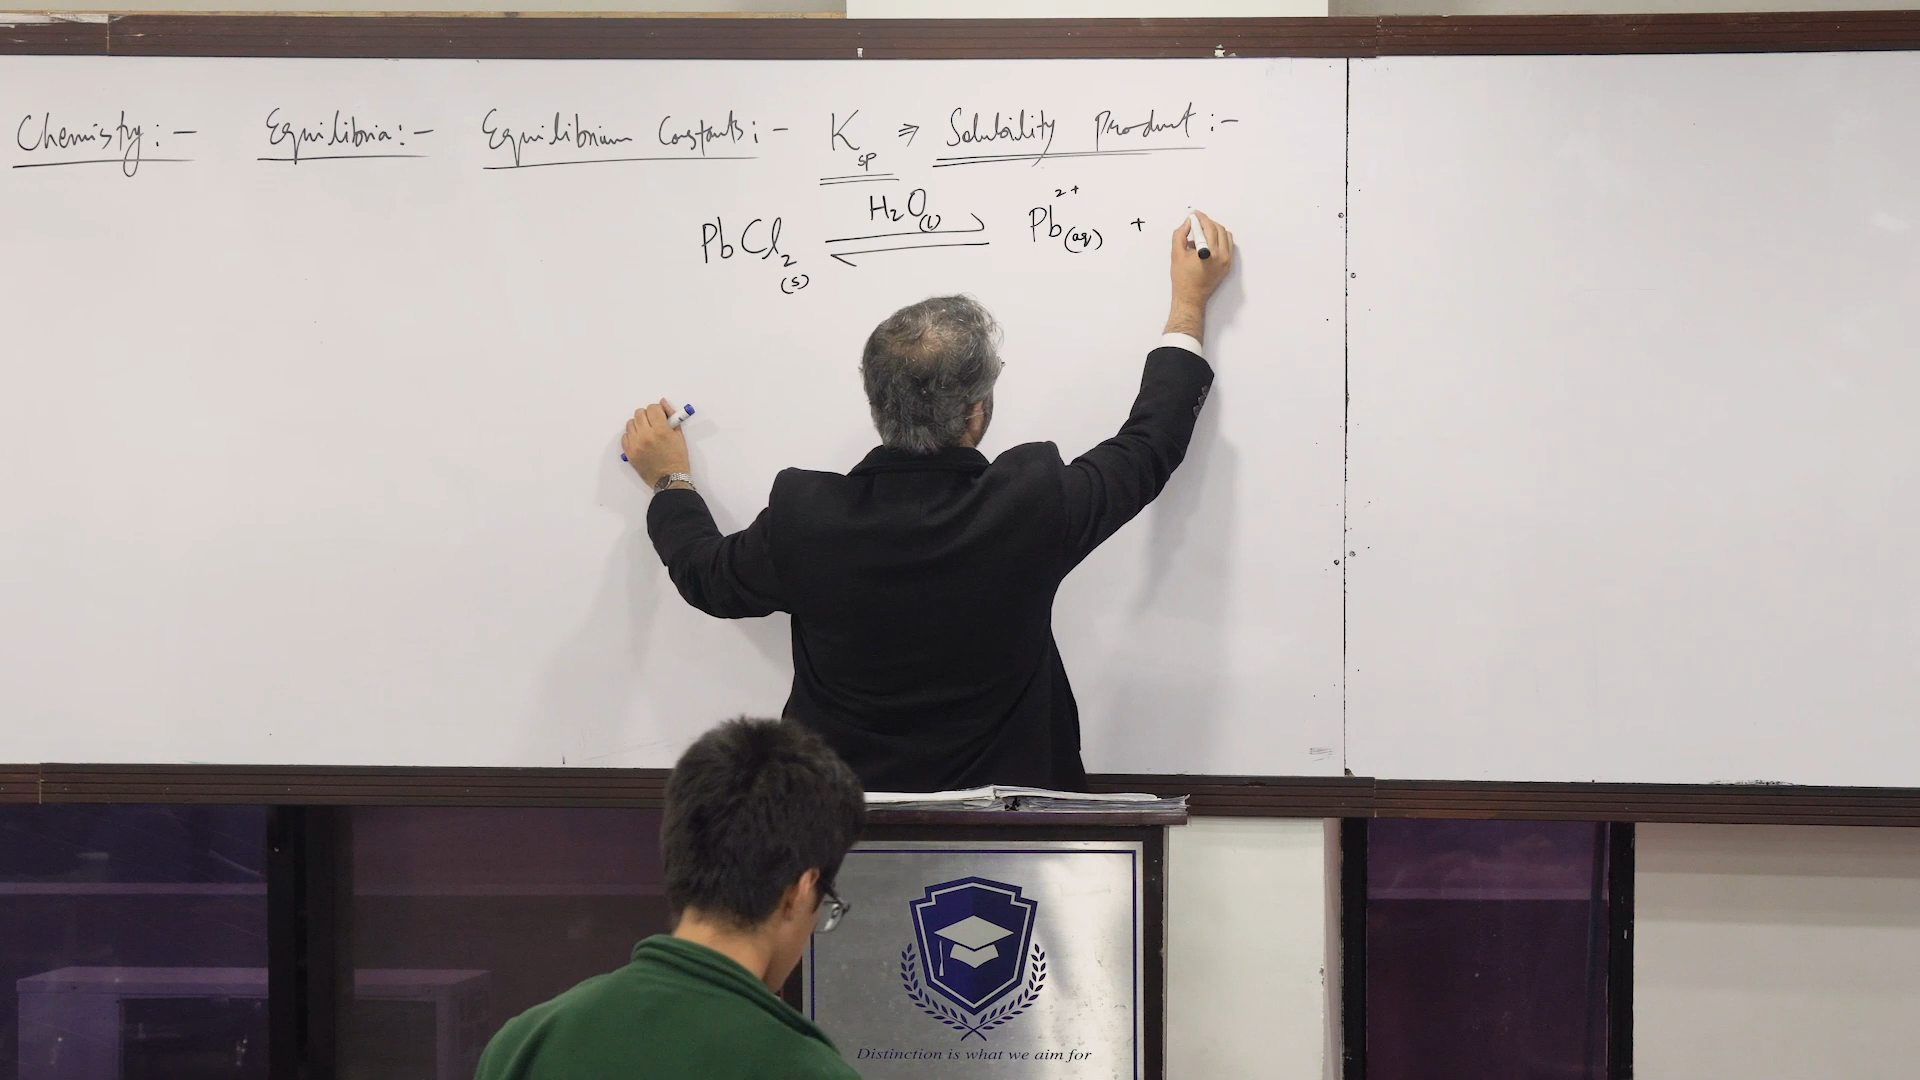 Chemistry:- Equilibria:- Equilibrium Constants:- Ksp ⇒ Solubility Product:-
PbCl2(s) ⇌ H2O(l) Pb2+(aq) +
Distinction is what we aim for